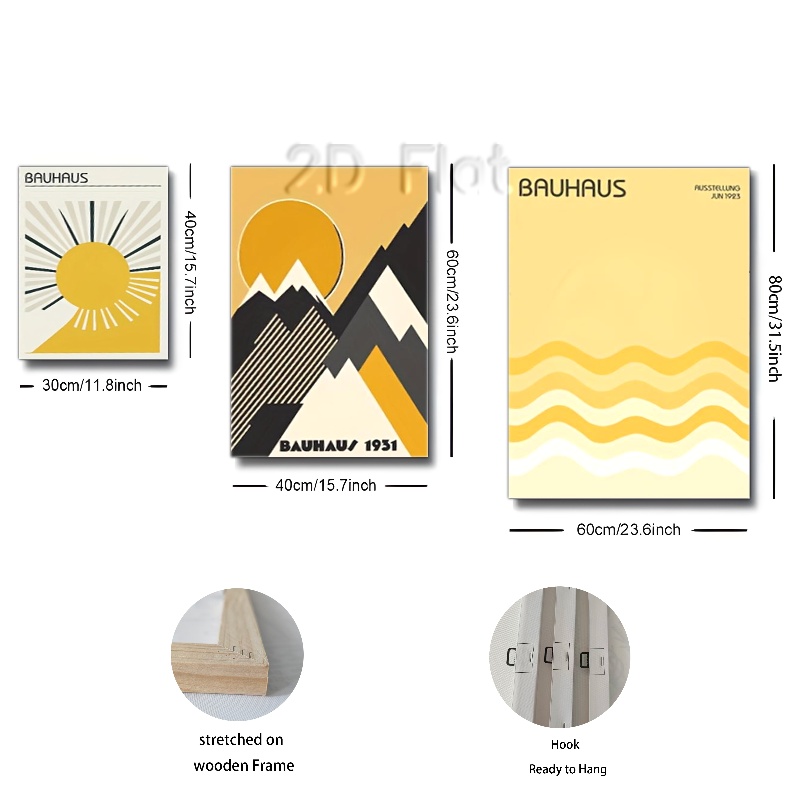 2D Flat
BAUHAUS
40cm/15.7inch
30cm/11.8inch
BAUHAUS 1931
60cm/23.6inch
40cm/15.7inch
BAUHAUS
AUSSTELLUNG
JUN 1923
80cm/31.5inch
60cm/23.6inch
stretched on
wooden Frame
Hook
Ready to Hang